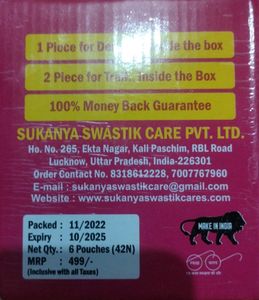 1 Piece for De... inside the box
2 Piece for Trail Inside the Box
100% Money Back Guarantee
SUKANYA SWASTIK CARE PVT. LTD.
Ho. No. 265, Ekta Nagar, Kali Paschim, RBL Road
Lucknow, Uttar Pradesh, India-226301
Order Contact No. 8318612228, 7007767960
E-mail : sukanyaswastikcare@gmail.com
Website : www.sukanyaswastikcares.com
Packed : 11/2022
Expiry : 10/2025
Net Qty.: 6 Pouches (42N)
MRP : 499/-
(Inclusive with all Taxes)
MAKE IN INDIA